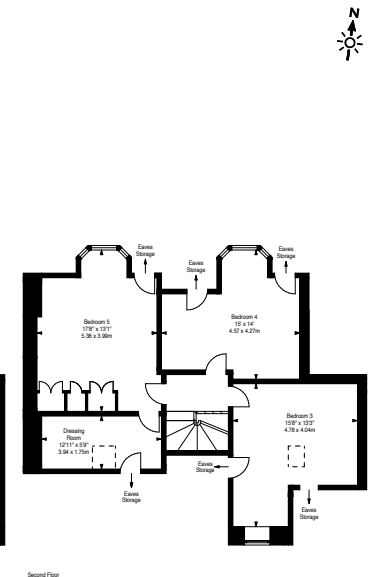 N
Eaves
Storage
Eaves
Storage
Eaves
Storage
Bedroom 5
17'8" x 13'1"
5.38 x 3.99m
Bedroom 4
15' x 14'
4.57 x 4.27m
Bedroom 3
15'8" x 13'3"
4.78 x 4.04m
Dressing
Room
12'11" x 5'9"
3.94 x 1.75m
Eaves
Storage
Eaves
Storage
Eaves
Storage
Second Floor